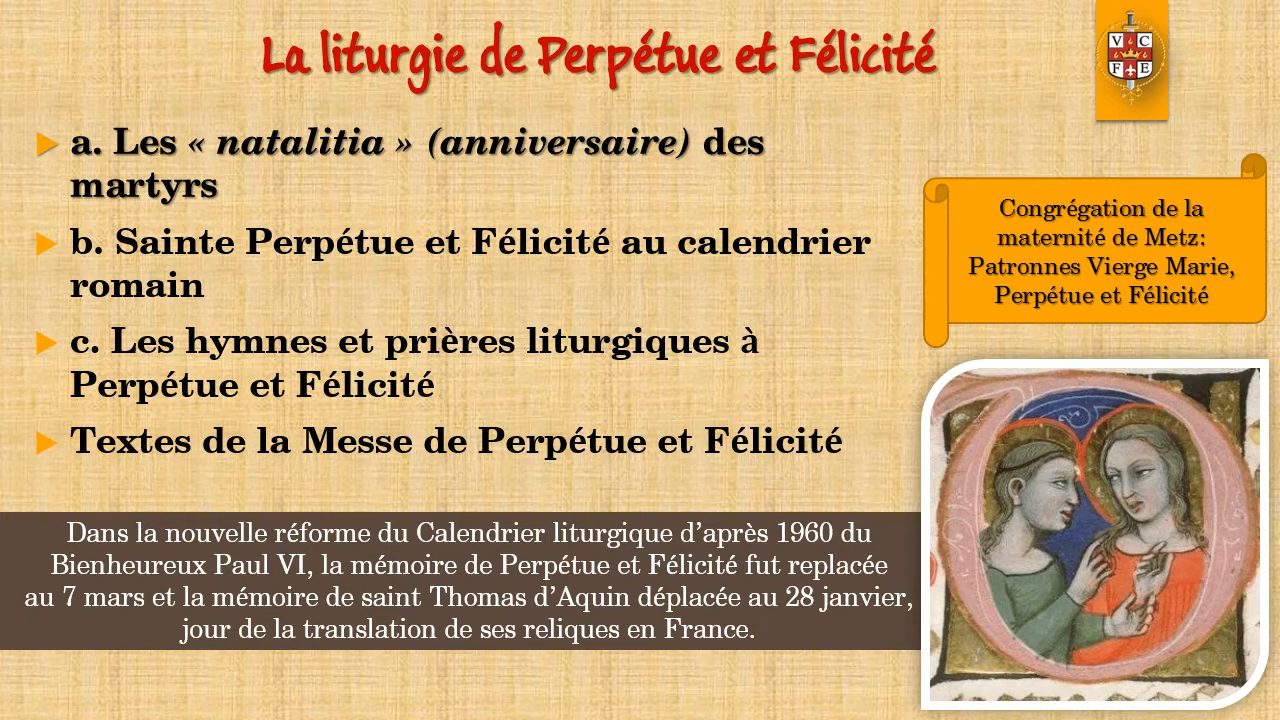 La liturgie de Perpétue et Félicité
V C
F E
a. Les « natalitia » (anniversaire) des
martyrs
b. Sainte Perpétue et Félicité au calendrier
romain
c. Les hymnes et prières liturgiques à
Perpétue et Félicité
Textes de la Messe de Perpétue et Félicité
Congrégation de la
maternité de Metz:
Patronnes Vierge Marie,
Perpétue et Félicité
Dans la nouvelle réforme du Calendrier liturgique d’après 1960 du
Bienheureux Paul VI, la mémoire de Perpétue et Félicité fut replacée
au 7 mars et la mémoire de saint Thomas d’Aquin déplacée au 28 janvier,
jour de la translation de ses reliques en France.